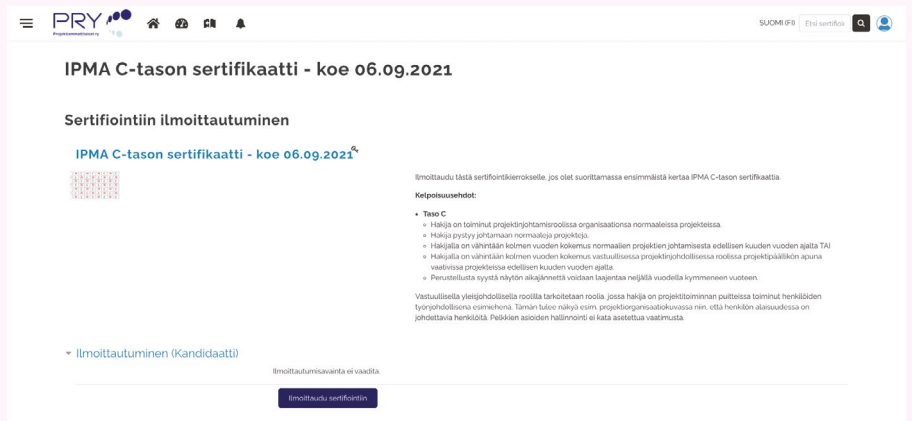 PRY
Projektiammattilaiset ry
SUOMI (FI)
Etsi sertifioi
IPMA C-tason sertifikaatti - koe 06.09.2021
Sertifiointiin ilmoittautuminen
IPMA C-tason sertifikaatti - koe 06.09.2021
Ilmoittaudu tästä sertifiointikierrokselle, jos olet suorittamassa ensimmäistä kertaa IPMA C-tason sertifikaattia.
Kelpoisuusehdot:
Taso C
Hakija on toiminut projektinjohtamisroolissa organisaationsa normaaleissa projekteissa.
Hakija pystyy johtamaan normaaleja projekteja.
Hakijalla on vähintään kolmen vuoden kokemus normaalien projektien johtamisesta edellisen kuuden vuoden ajalta TAI
Hakijalla on vähintään kolmen vuoden kokemus vastuullisessa projektinjohdollisessa roolissa projektipäällikön apuna
vaativissa projekteissa edellisen kuuden vuoden ajalta.
Perustellusta syystä näytön aikajännettä voidaan laajentaa neljällä vuodella kymmeneen vuoteen.
Vastuullisella yleisjohdollisella roolilla tarkoitetaan roolia, jossa hakija on projektitoiminnan puitteissa toiminut henkilöiden
työnjohdollisena esimiehenä. Tämän tulee näkyä esim. projektiorganisaatiokuvassa niin, että henkilön alaisuudessa on
johdettavia henkilöitä. Pelkkien asioiden hallinnointi ei kata asetettua vaatimusta.
Ilmoittautuminen (Kandidaatti)
Ilmoittautumisavainta ei vaadita.
Ilmoittaudu sertifiointiin